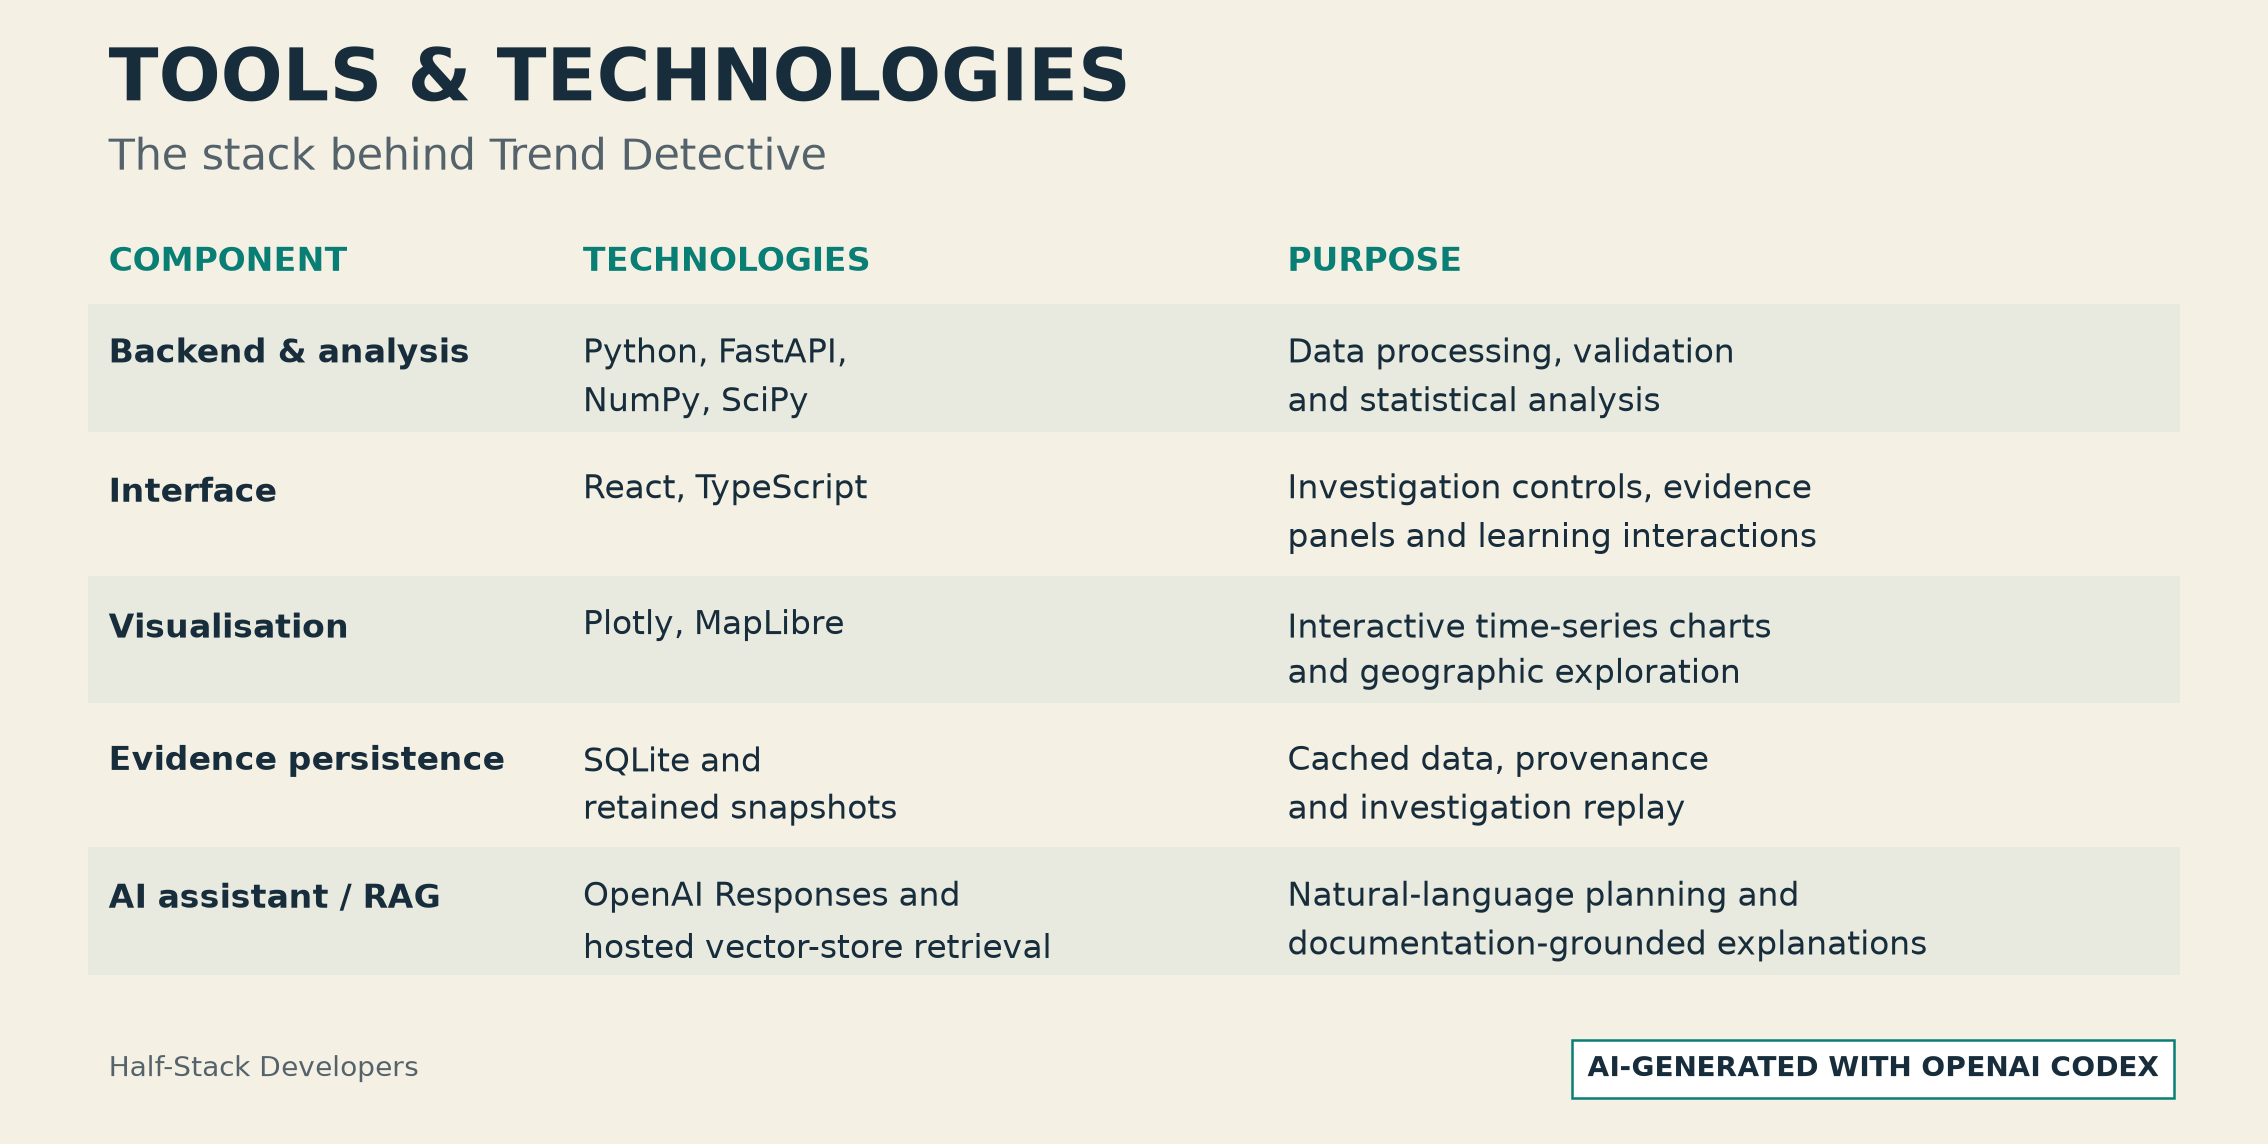 TOOLS & TECHNOLOGIES
The stack behind Trend Detective
COMPONENT TECHNOLOGIES PURPOSE
Backend & analysis Python, FastAPI, Data processing, validation
NumPy, SciPy and statistical analysis
Interface React, TypeScript Investigation controls, evidence
panels and learning interactions
Visualisation Plotly, MapLibre Interactive time-series charts
and geographic exploration
Evidence persistence SQLite and Cached data, provenance
retained snapshots and investigation replay
AI assistant / RAG OpenAI Responses and Natural-language planning and
hosted vector-store retrieval documentation-grounded explanations
Half-Stack Developers AI-GENERATED WITH OPENAI CODEX